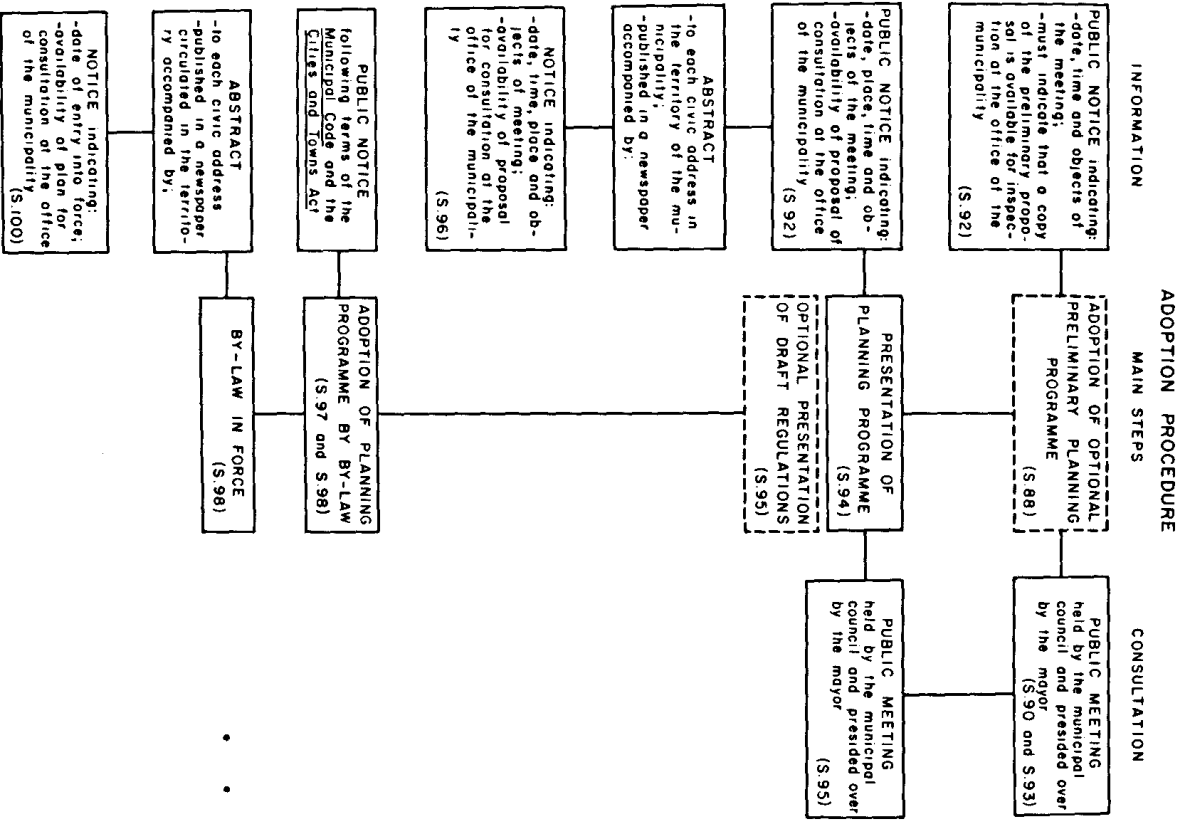 ADOPTION PROCEDURE
INFORMATION
MAIN STEPS
CONSULTATION
PUBLIC NOTICE indicating:
-date, time and objects of
the meeting;
-must indicate that a copy
of the preliminary propo-
sal is available for inspec-
tion at the office of the
municipality
(S.92)
ADOPTION OF OPTIONAL
PRELIMINARY PLANNING
PROGRAMME
(S.88)
PUBLIC MEETING
held by the municipal
council and presided over
by the mayor
(S.90 and S.93)
PUBLIC NOTICE indicating:
-date, place, time and ob-
jects of the meeting;
-availability of proposal of
consultation at the office
of the municipality
(S 92)
PRESENTATION OF
PLANNING PROGRAMME
(S.94)
OPTIONAL PRESENTATION
OF DRAFT REGULATIONS
(S.95)
PUBLIC MEETING
held by the municipal
council and presided over
by the mayor
(S.95)
ABSTRACT
-to each civic address in
the territory of the mu-
nicipality;
-published in a newspaper
accompanied by:
NOTICE indicating:
-date, time, place and ob-
jects of meeting;
-availability of proposal
for consultation at the
office of the municipali-
ty
(S.96)
PUBLIC NOTICE
following terms of the
Municipal Code and the
Cities and Towns Act
ADOPTION OF PLANNING
PROGRAMME BY BY-LAW
(S.97 and S.98)
ABSTRACT
-to each civic address
-published in a newspaper
circulated in the territo-
ry accompanied by;
BY-LAW IN FORCE
(S.98)
NOTICE indicating:
-date of entry into force;
-availability of plan for
consultation at the office
of the municipality
(S.100)